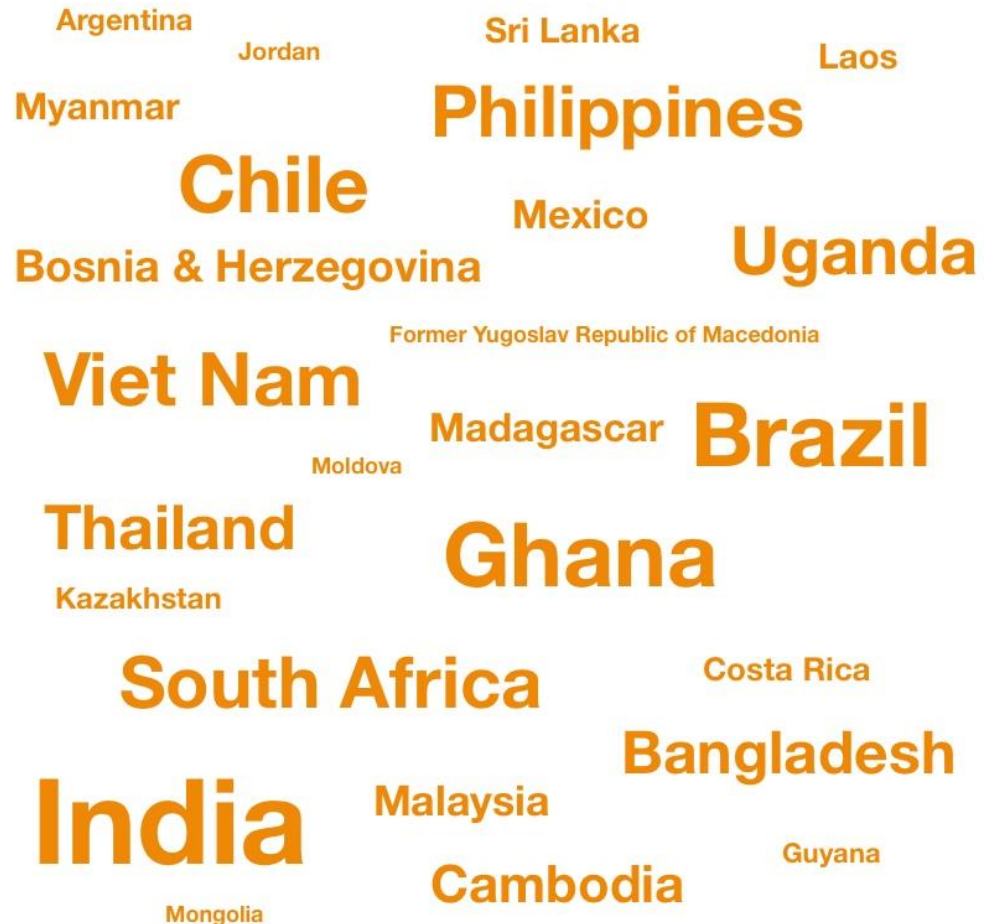 Argentina
Sri Lanka
Jordan
Laos
Myanmar
Philippines
Chile
Mexico
Uganda
Bosnia & Herzegovina
Former Yugoslav Republic of Macedonia
Viet Nam
Madagascar
Brazil
Moldova
Thailand
Ghana
Kazakhstan
South Africa
Costa Rica
Bangladesh
India
Malaysia
Guyana
Cambodia
Mongolia